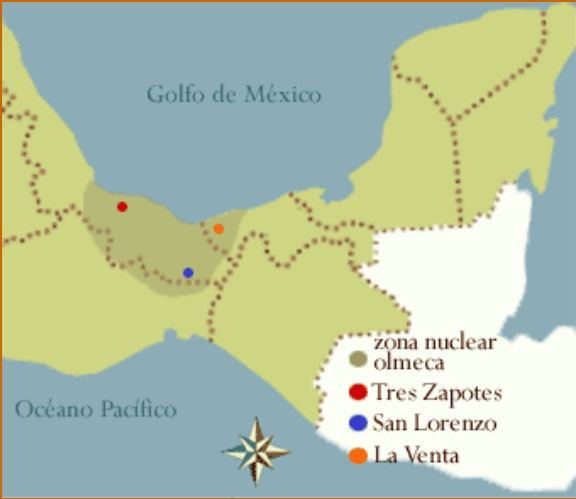 Golfo de México
zona nuclear
olmeca
Tres Zapotes
Océano Pacífico
San Lorenzo
La Venta